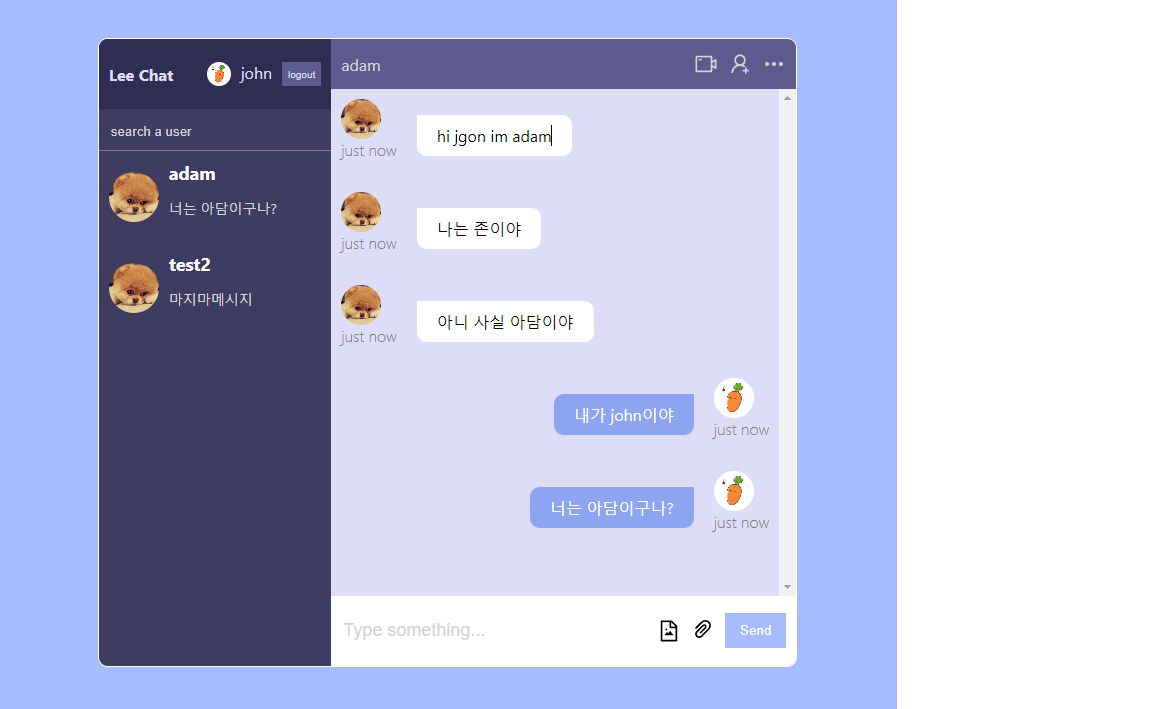 Lee Chat
john
logout
search a user
adam
너는 아담이구나?
test2
마지마메시지
adam
hi jgon im adam
just now
나는 존이야
just now
아니 사실 아담이야
just now
내가 john이야
just now
너는 아담이구나?
just now
Type something...
Send